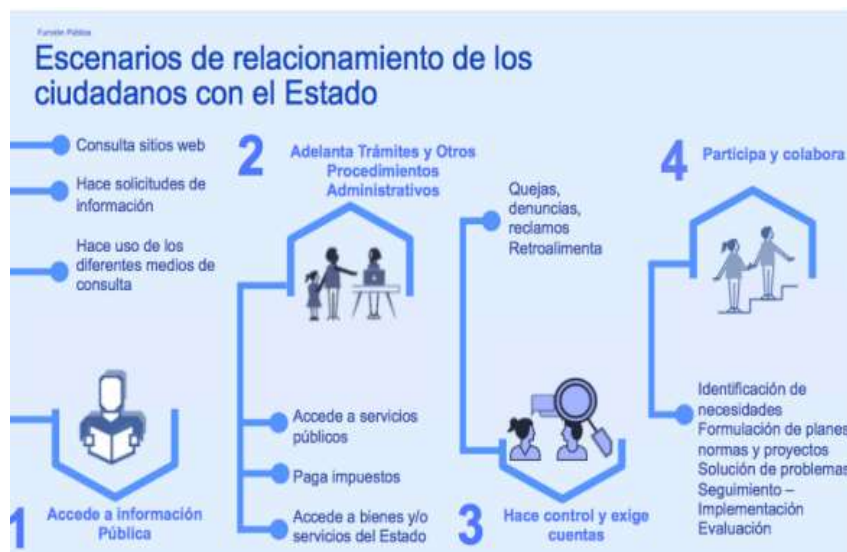 Función Pública
Escenarios de relacionamiento de los
ciudadanos con el Estado
Consulta sitios web
Hace solicitudes de
información
Hace uso de los
diferentes medios de
consulta
1
Accede a información
Pública
2
Adelanta Trámites y Otros
Procedimientos
Administrativos
Accede a servicios
públicos
Paga impuestos
Accede a bienes y/o
servicios del Estado
Quejas,
denuncias,
reclamos
Retroalimenta
3
Hace control y exige
cuentas
4
Participa y colabora
Identificación de
necesidades
Formulación de planes
normas y proyectos
Solución de problemas
Seguimiento –
Implementación
Evaluación